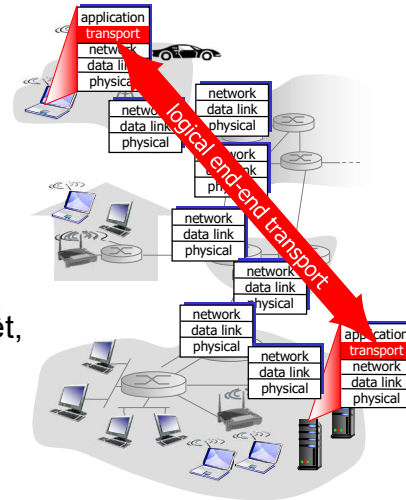 application
transport
network
data link
physical
network
data link
physical
network
data link
physical
network
data link
physical
logical end-end transport
network
data link
physical
network
data link
physical
network
data link
physical
application
transport
network
data link
physical
network
data link
physical